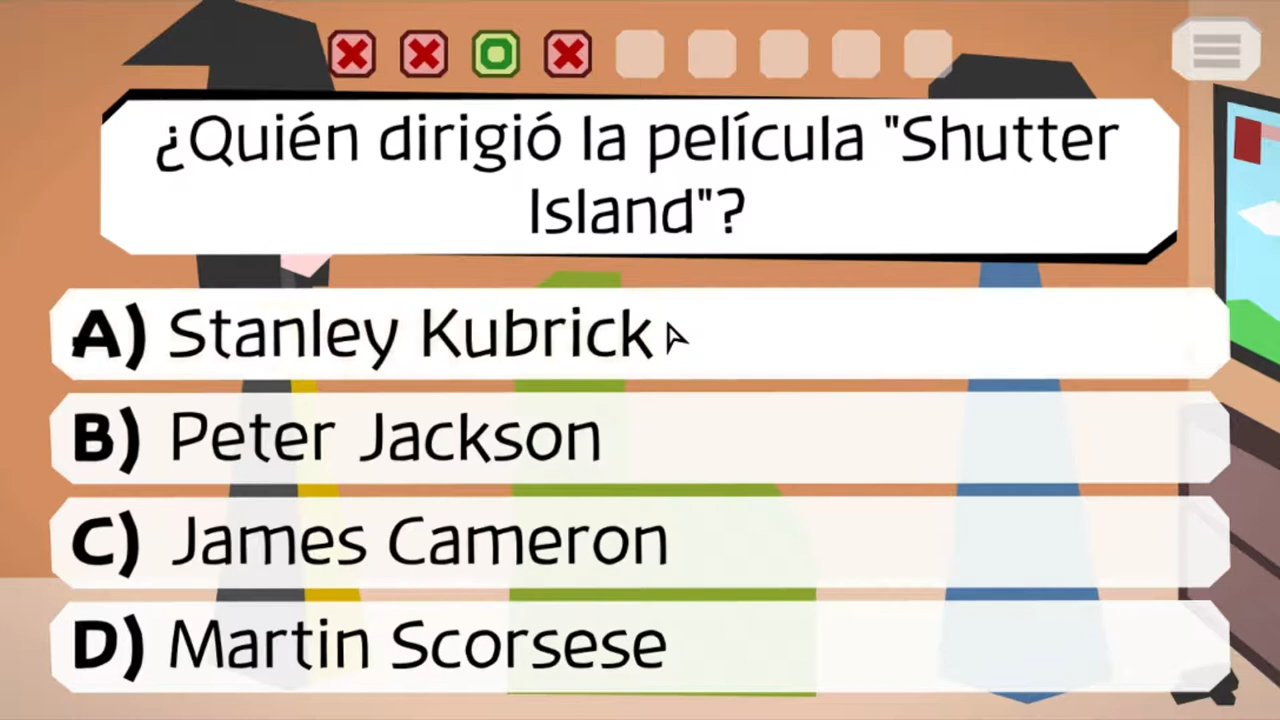 ¿Quién dirigió la película "Shutter
Island"?
A) Stanley Kubrick
B) Peter Jackson
C) James Cameron
D) Martin Scorsese